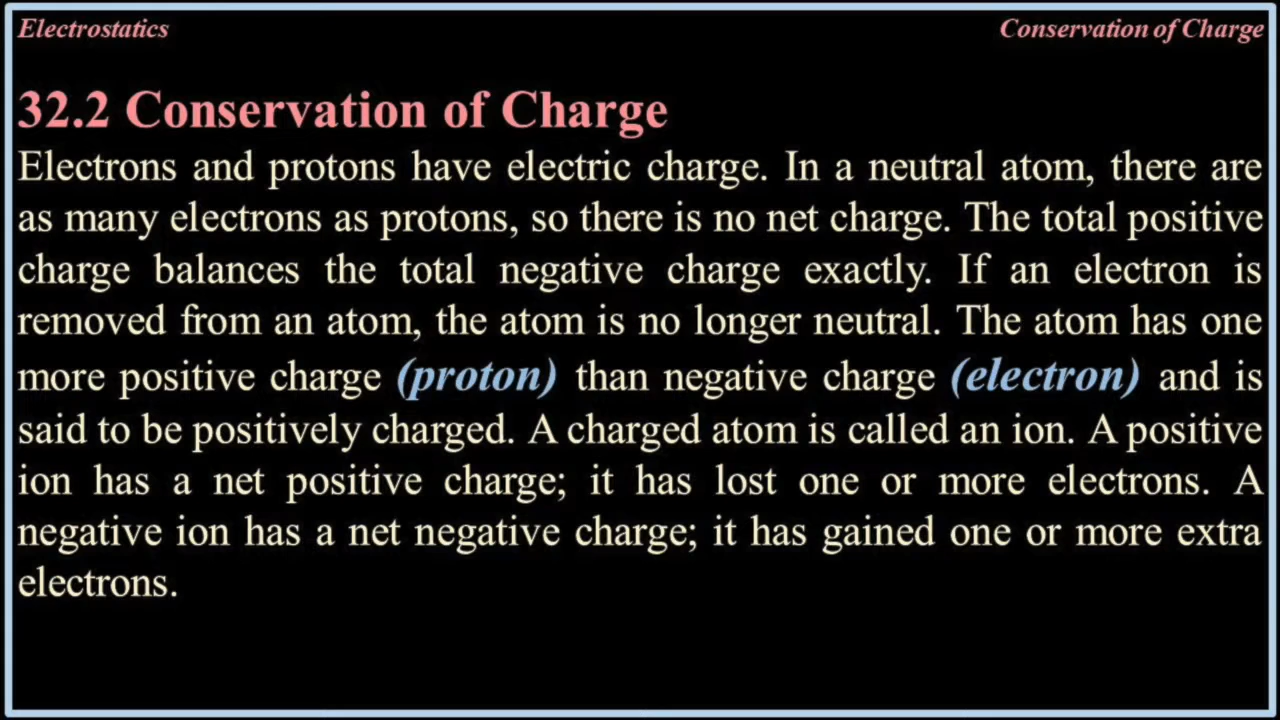 Electrostatics
Conservation of Charge
32.2 Conservation of Charge
Electrons and protons have electric charge. In a neutral atom, there are
as many electrons as protons, so there is no net charge. The total positive
charge balances the total negative charge exactly. If an electron is
removed from an atom, the atom is no longer neutral. The atom has one
more positive charge (proton) than negative charge (electron) and is
said to be positively charged. A charged atom is called an ion. A positive
ion has a net positive charge; it has lost one or more electrons. A
negative ion has a net negative charge; it has gained one or more extra
electrons.